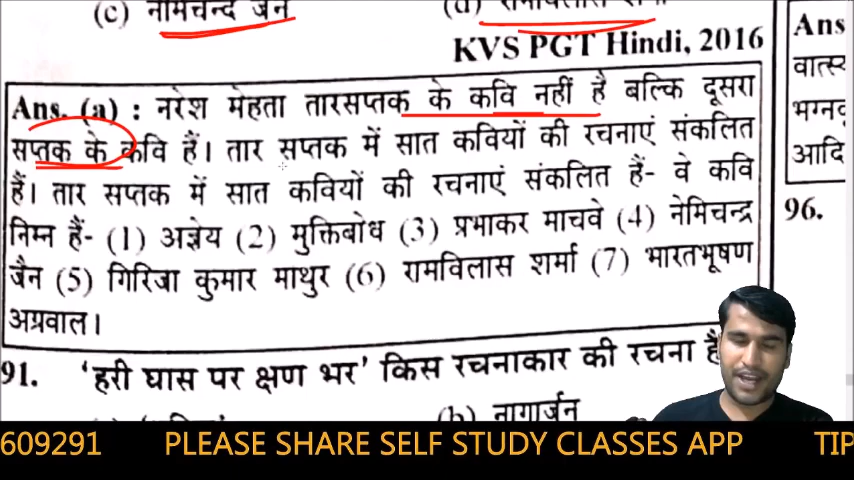 (c) नेमिचन्द जैन
(d) रामविलास शर्मा
KVS PGT Hindi, 2016
Ans. (a) : नरेश मेहता तारसप्तक के कवि नहीं है बल्कि दूसरा
सप्तक के कवि हैं। तार सप्तक में सात कवियों की रचनाएं संकलित
हैं। तार सप्तक में सात कवियों की रचनाएं संकलित हैं- वे कवि
निम्न हैं- (1) अज्ञेय (2) मुक्तिबोध (3) प्रभाकर माचवे (4) नेमिचन्द्र
जैन (5) गिरिजा कुमार माथुर (6) रामविलास शर्मा (7) भारतभूषण
अग्रवाल।
91. 'हरी घास पर क्षण भर' किस रचनाकार की रचना है
(b) नागार्जुन
Ans
वात्स्य
आदि
96.
609291 PLEASE SHARE SELF STUDY CLASSES APP TIP